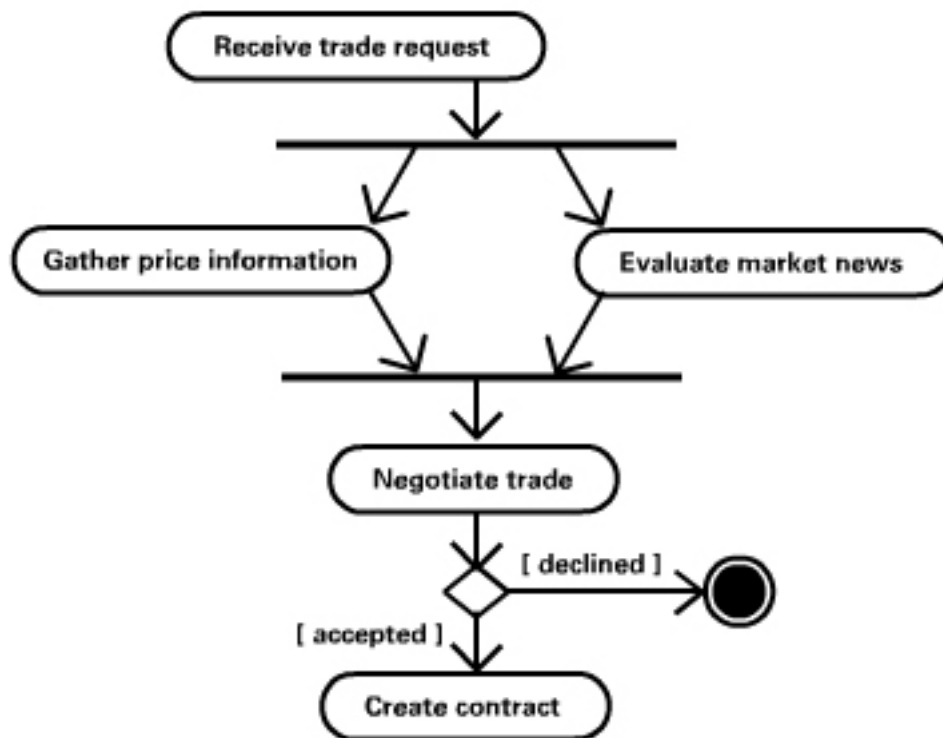 Receive trade request
Gather price information
Evaluate market news
Negotiate trade
[ declined ]
[ accepted ]
Create contract